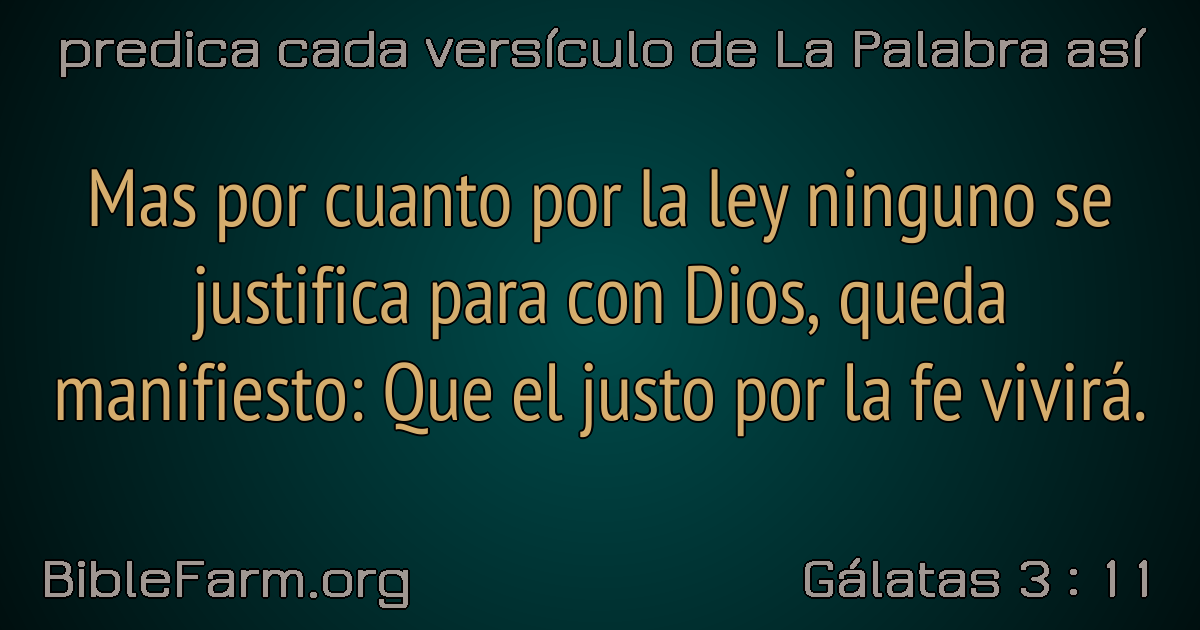 predica cada versículo de La Palabra así
Mas por cuanto por la ley ninguno se
justifica para con Dios, queda
manifiesto: Que el justo por la fe vivirá.
BibleFarm.org
Gálatas 3 : 11